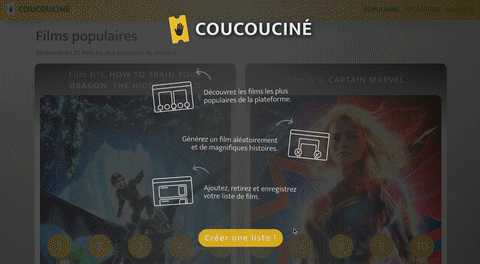 COUCOUCINÉ
COUCOUCINÉ
POPULAIRE
Films populaires
Découvrez les 20 films les plus populaires du moment.
Film N°1. HOW TO TRAIN YOUR
DRAGON: THE HID
CAPTAIN MARVEL
Découvrez les films les plus
populaires de la plateforme.
Générez un film aléatoirement
et de magnifiques histoires.
Ajoutez, retirez et enregistrez
votre liste de film.
Créer une liste !